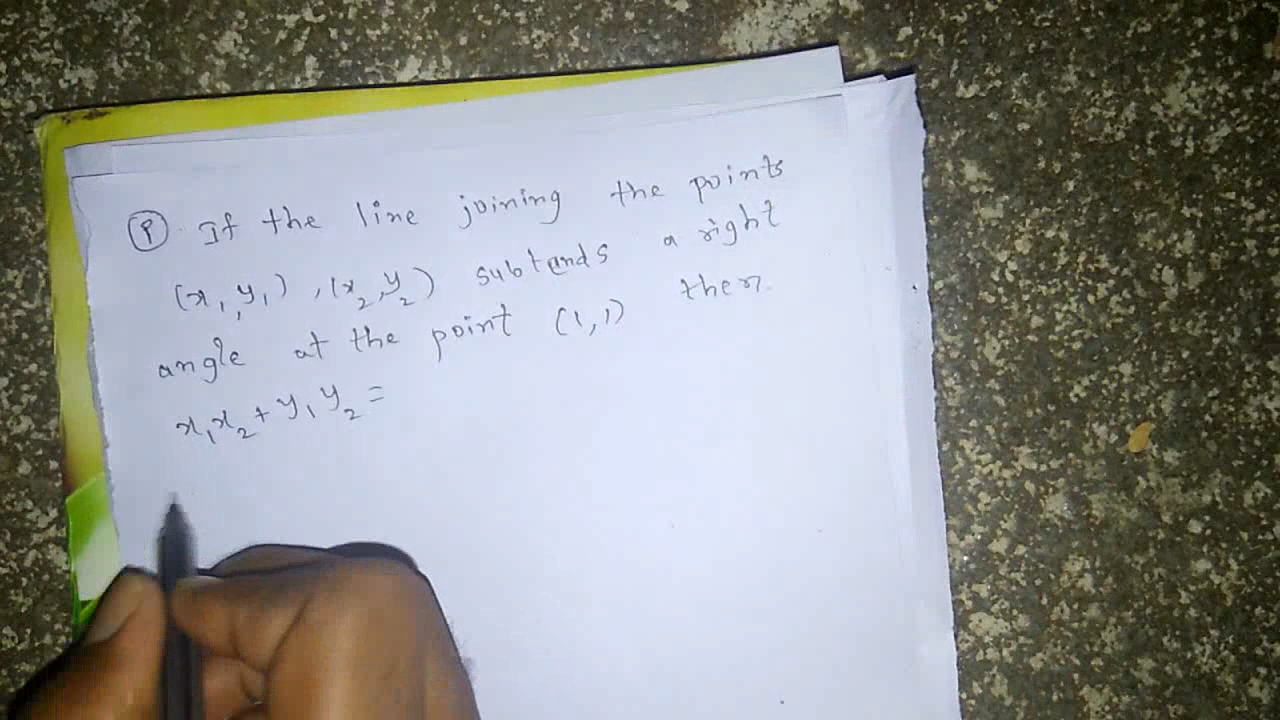 9 If the line joining the points
(x₁, y₁), (x₂, y₂) subtends a right
angle at the point (1, 1) then.
x₁x₂ + y₁y₂ =